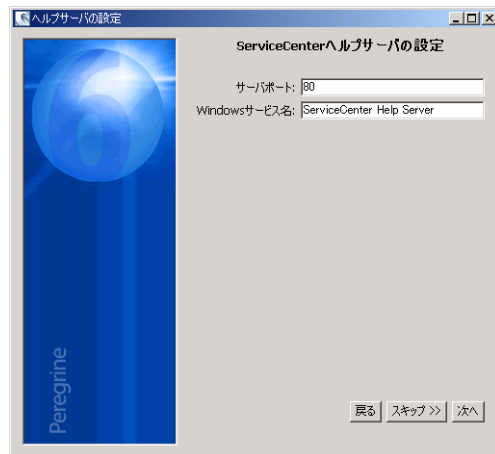 ヘルプサーバの設定
ServiceCenterヘルプサーバの設定
サーバポート: 80
Windowsサービス名: ServiceCenter Help Server
6
Peregrine
戻る スキップ >> 次へ